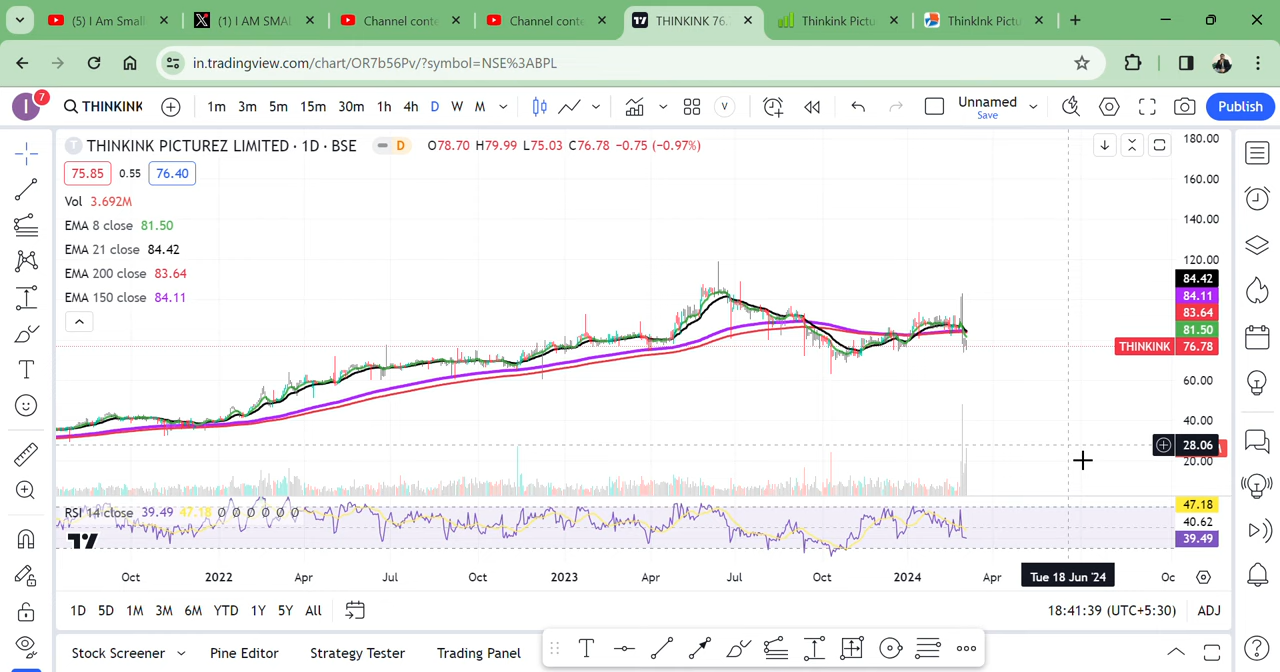 (5) I Am Small
(1) I AM SMAL
Channel conte
Channel conte
THINKINK 76.
Thinkink Pictu
ThinkInk Pictu
in.tradingview.com/chart/OR7b56Pv/?symbol=NSE%3ABPL
I 7 THINKINK 1m 3m 5m 15m 30m 1h 4h D W M V Unnamed Save Publish
T THINKINK PICTUREZ LIMITED · 1D · BSE D O78.70 H79.99 L75.03 C76.78 -0.75 (-0.97%)
75.85 0.55 76.40
Vol 3.692M
EMA 8 close 81.50
EMA 21 close 84.42
EMA 200 close 83.64
EMA 150 close 84.11
180.00
160.00
140.00
120.00
84.42
84.11
83.64
81.50
THINKINK 76.78
60.00
40.00
28.06
20.00
RSI 14 close 39.49 47.18 0 0 0 0 0 0
47.18
40.62
39.49
Oct 2022 Apr Jul Oct 2023 Apr Jul Oct 2024 Apr Tue 18 Jun '24 Oc
1D 5D 1M 3M 6M YTD 1Y 5Y All 18:41:39 (UTC+5:30) ADJ
Stock Screener Pine Editor Strategy Tester Trading Panel